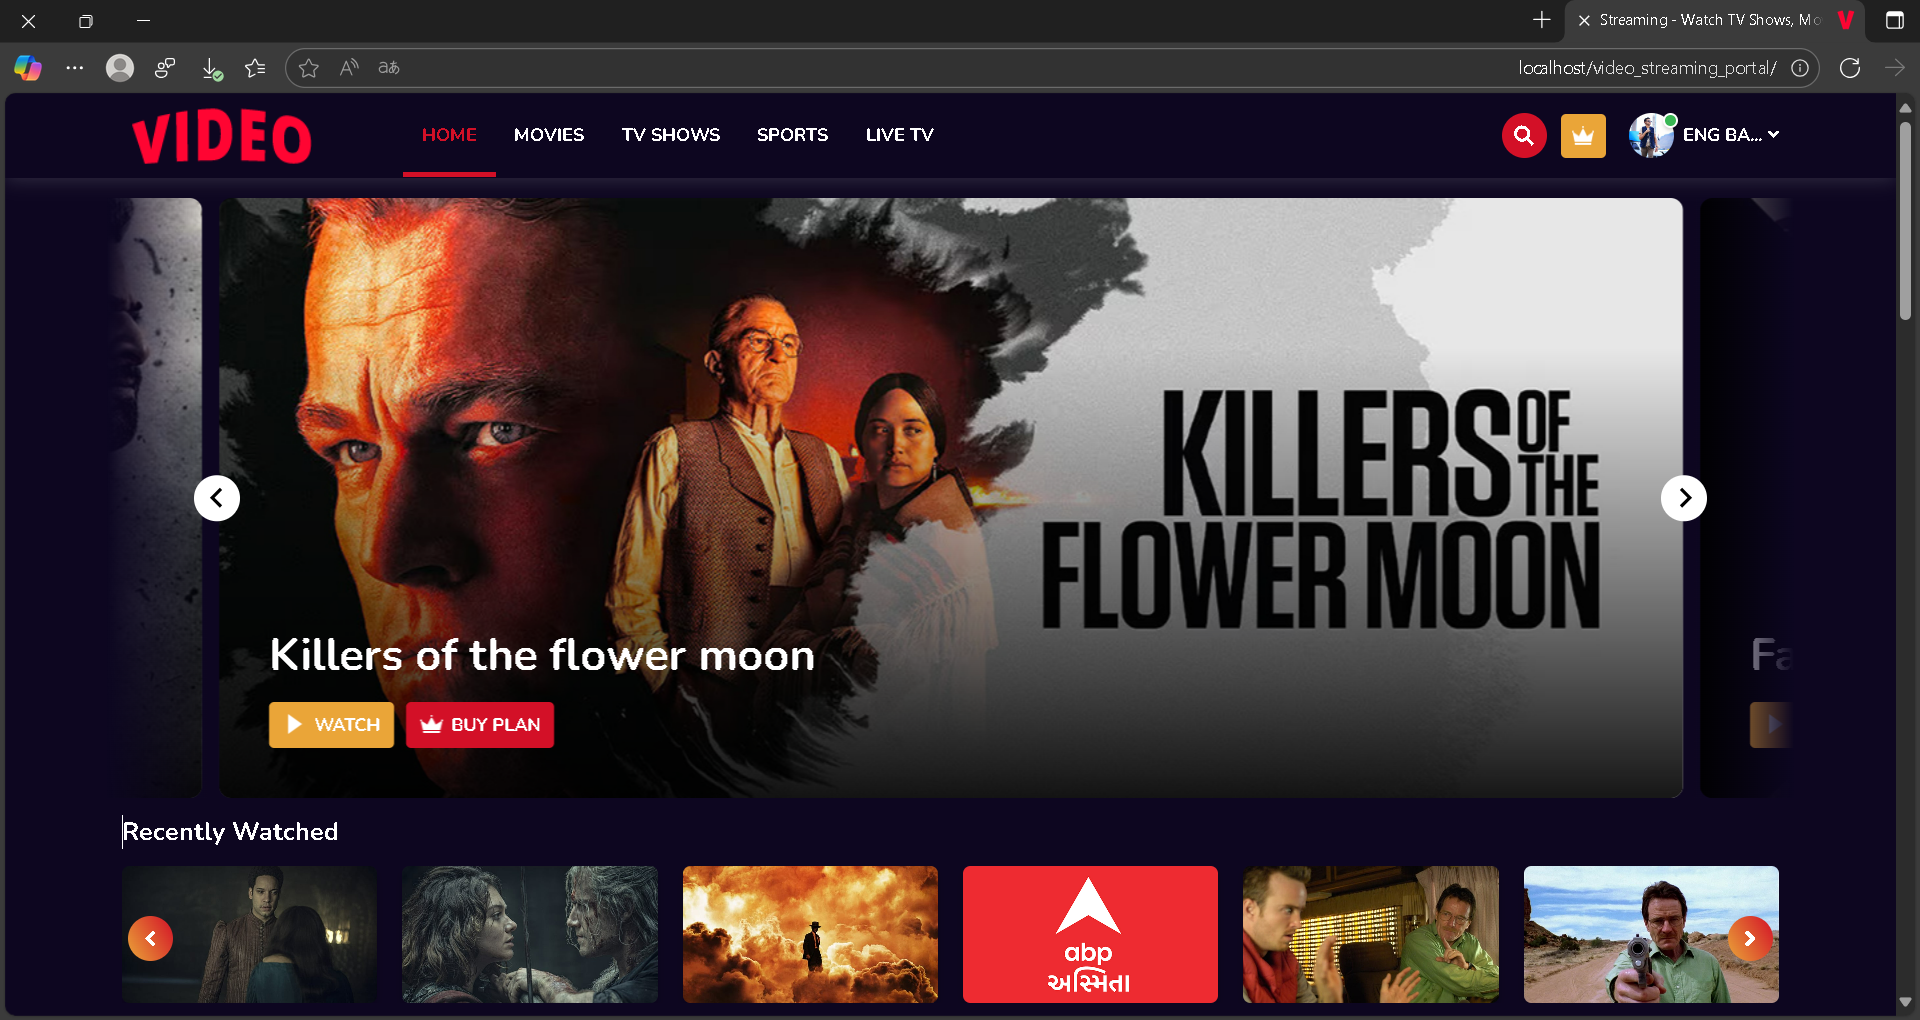 Streaming - Watch TV Shows, Mo
localhost/video_streaming_portal/
VIDEO
HOME MOVIES TV SHOWS SPORTS LIVE TV
ENG BA...
KILLERS OF THE
FLOWER MOON
Killers of the flower moon
WATCH BUY PLAN
Fa
Recently Watched
abp
અસ્મિતા